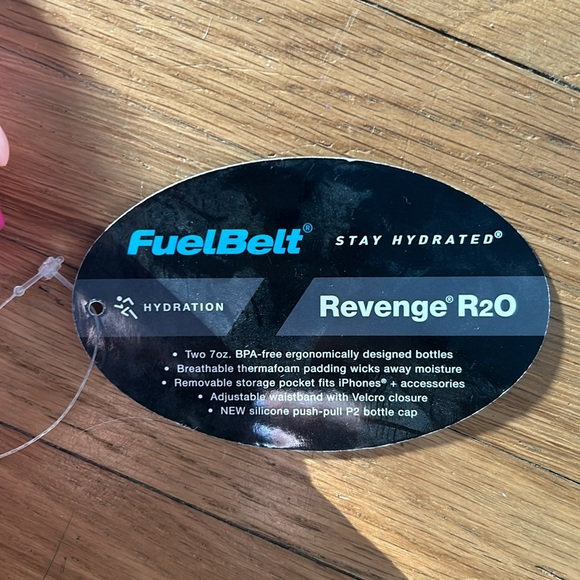 FuelBelt® STAY HYDRATED®
HYDRATION Revenge® R2O
• Two 7oz. BPA-free ergonomically designed bottles
• Breathable thermafoam padding wicks away moisture
• Removable storage pocket fits iPhones® + accessories
• Adjustable waistband with Velcro closure
• NEW silicone push-pull P2 bottle cap